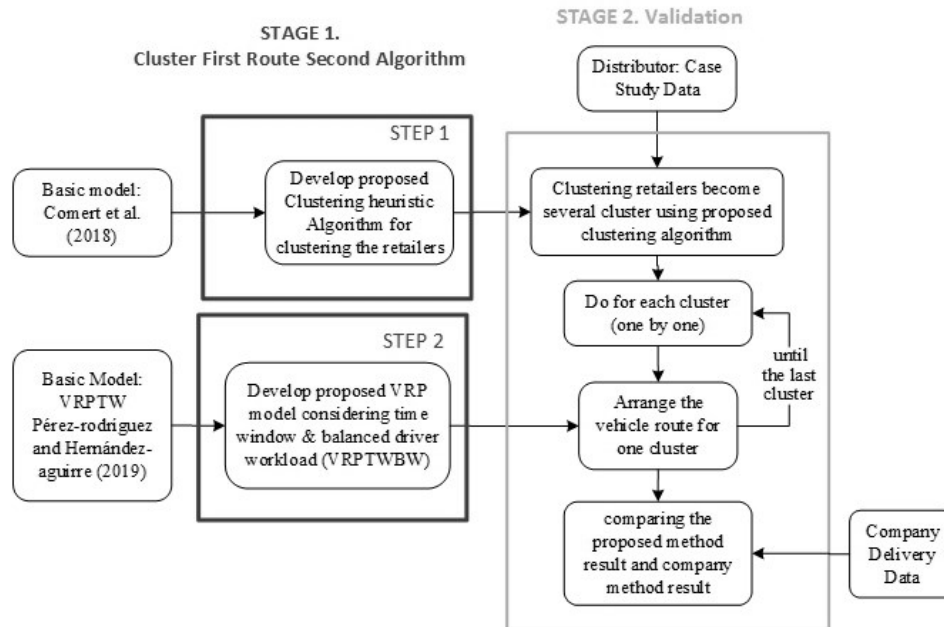 STAGE 1.
Cluster First Route Second Algorithm
STAGE 2. Validation
Distributor: Case
Study Data
STEP 1
Basic model:
Comert et al.
(2018)
Develop proposed
Clustering heuristic
Algorithm for
clustering the retailers
Clustering retailers become
several cluster using proposed
clustering algorithm
Do for each cluster
(one by one)
until
the last
cluster
STEP 2
Basic Model:
VRPTW
Pérez-rodriguez
and Hernández-
aguirre (2019)
Develop proposed VRP
model considering time
window & balanced driver
workload (VRPTWBW)
Arrange the
vehicle route for
one cluster
comparing the
proposed method
result and company
method result
Company
Delivery
Data